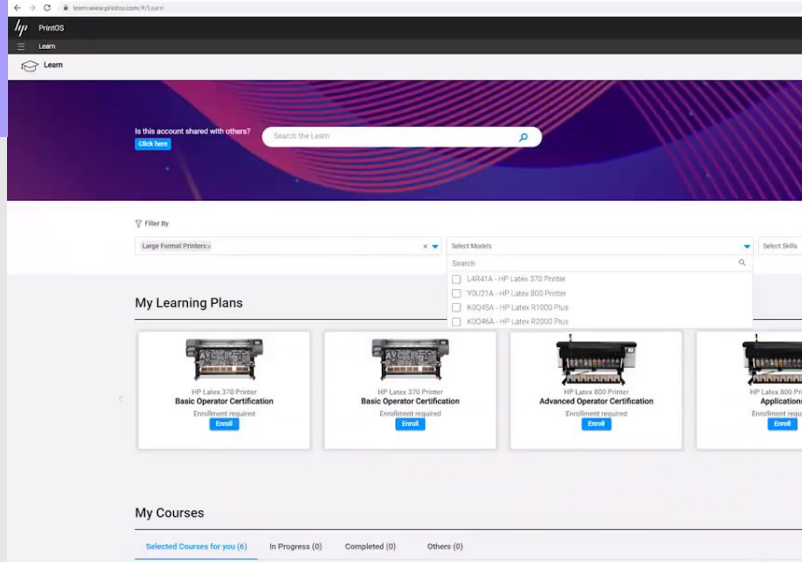 learn.www.printos.com/#/Learn
hp PrintOS
Learn
Learn
Is this account shared with others?
Click here
Search the Learn
Filter By
Large Format Printers x
Select Models
Select Skills
Search
L4R41A - HP Latex 370 Printer
Y0U21A - HP Latex 800 Printer
K0Q45A - HP Latex R1000 Plus
K0Q46A - HP Latex R2000 Plus
My Learning Plans
HP Latex 370 Printer
Basic Operator Certification
Enrollment required
Enroll
HP Latex 370 Printer
Basic Operator Certification
Enrollment required
Enroll
HP Latex 800 Printer
Advanced Operator Certification
Enrollment required
Enroll
HP Latex 800 Pri
Applications
Enrollment requ
Enroll
My Courses
Selected Courses for you (6)
In Progress (0)
Completed (0)
Others (0)